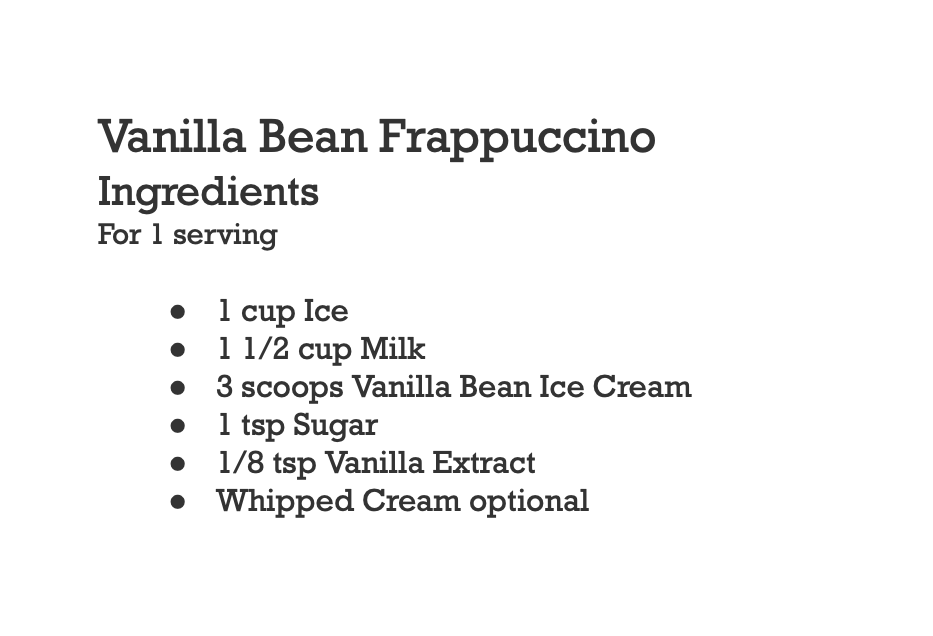 Vanilla Bean Frappuccino
Ingredients
For 1 serving
● 1 cup Ice
● 1 1/2 cup Milk
● 3 scoops Vanilla Bean Ice Cream
● 1 tsp Sugar
● 1/8 tsp Vanilla Extract
● Whipped Cream optional